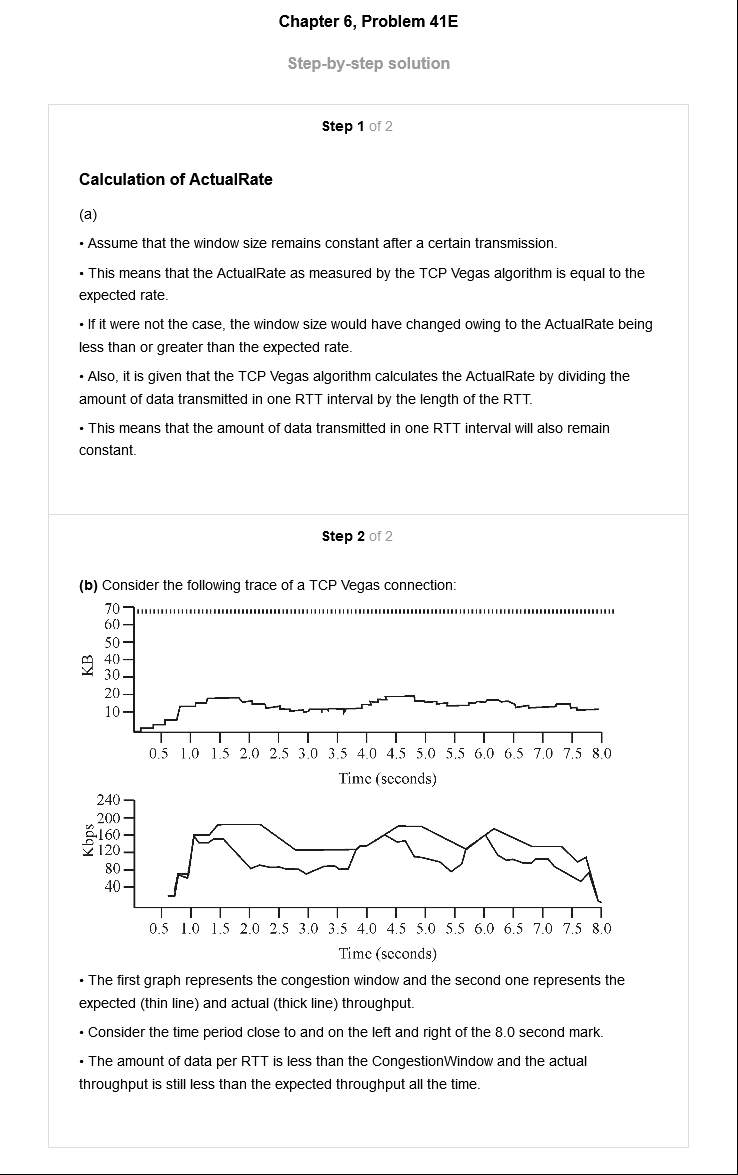 Chapter 6, Problem 41E
Step-by-step solution
Step 1 of 2
Calculation of ActualRate
(a)
• Assume that the window size remains constant after a certain transmission.
• This means that the ActualRate as measured by the TCP Vegas algorithm is equal to the
expected rate.
• If it were not the case, the window size would have changed owing to the ActualRate being
less than or greater than the expected rate.
• Also, it is given that the TCP Vegas algorithm calculates the ActualRate by dividing the
amount of data transmitted in one RTT interval by the length of the RTT.
• This means that the amount of data transmitted in one RTT interval will also remain
constant.
Step 2 of 2
(b) Consider the following trace of a TCP Vegas connection:
70
60
50
40
30
20
10
KB
0.5 1.0 1.5 2.0 2.5 3.0 3.5 4.0 4.5 5.0 5.5 6.0 6.5 7.0 7.5 8.0
Time (seconds)
240
200
160
120
80
40
Kbps
0.5 1.0 1.5 2.0 2.5 3.0 3.5 4.0 4.5 5.0 5.5 6.0 6.5 7.0 7.5 8.0
Time (seconds)
• The first graph represents the congestion window and the second one represents the
expected (thin line) and actual (thick line) throughput.
• Consider the time period close to and on the left and right of the 8.0 second mark.
• The amount of data per RTT is less than the CongestionWindow and the actual
throughput is still less than the expected throughput all the time.